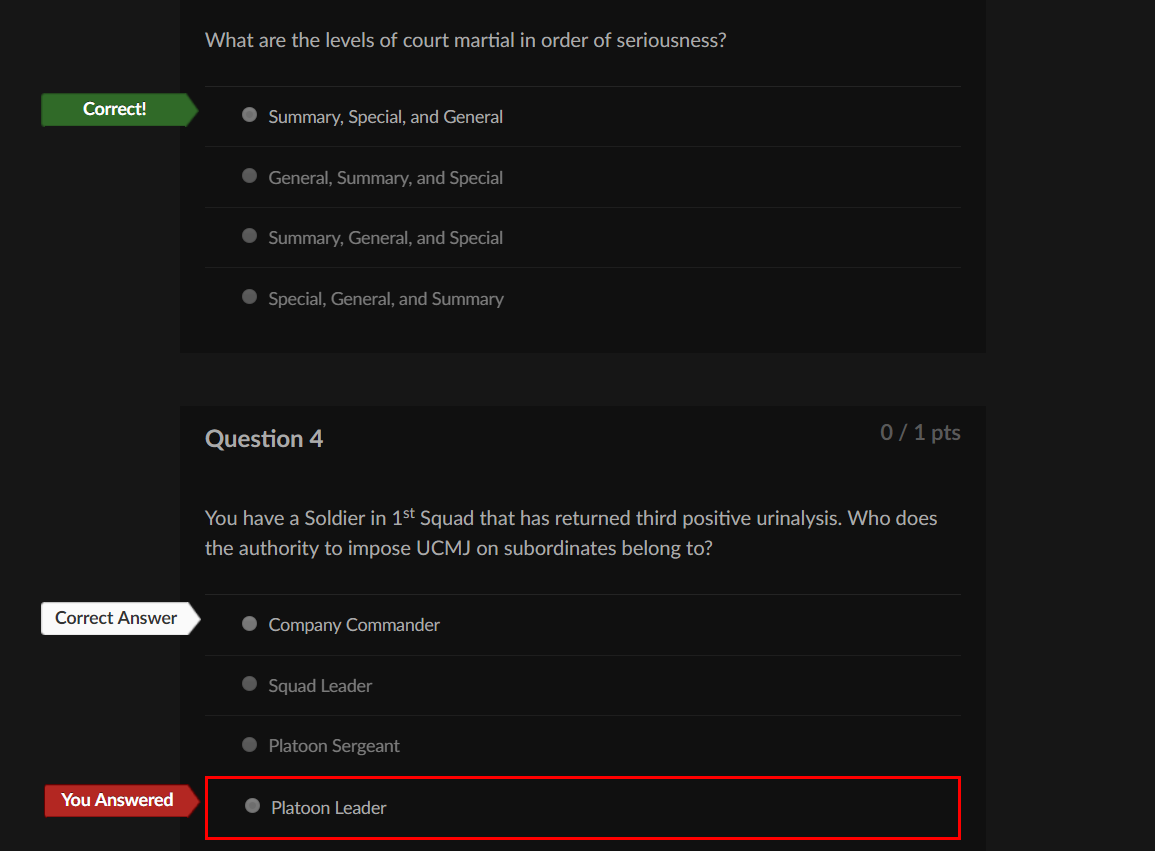 What are the levels of court martial in order of seriousness?
Correct!
Summary, Special, and General
General, Summary, and Special
Summary, General, and Special
Special, General, and Summary
Question 4
0 / 1 pts
You have a Soldier in 1st Squad that has returned third positive urinalysis. Who does
the authority to impose UCMJ on subordinates belong to?
Correct Answer
Company Commander
Squad Leader
Platoon Sergeant
You Answered
Platoon Leader